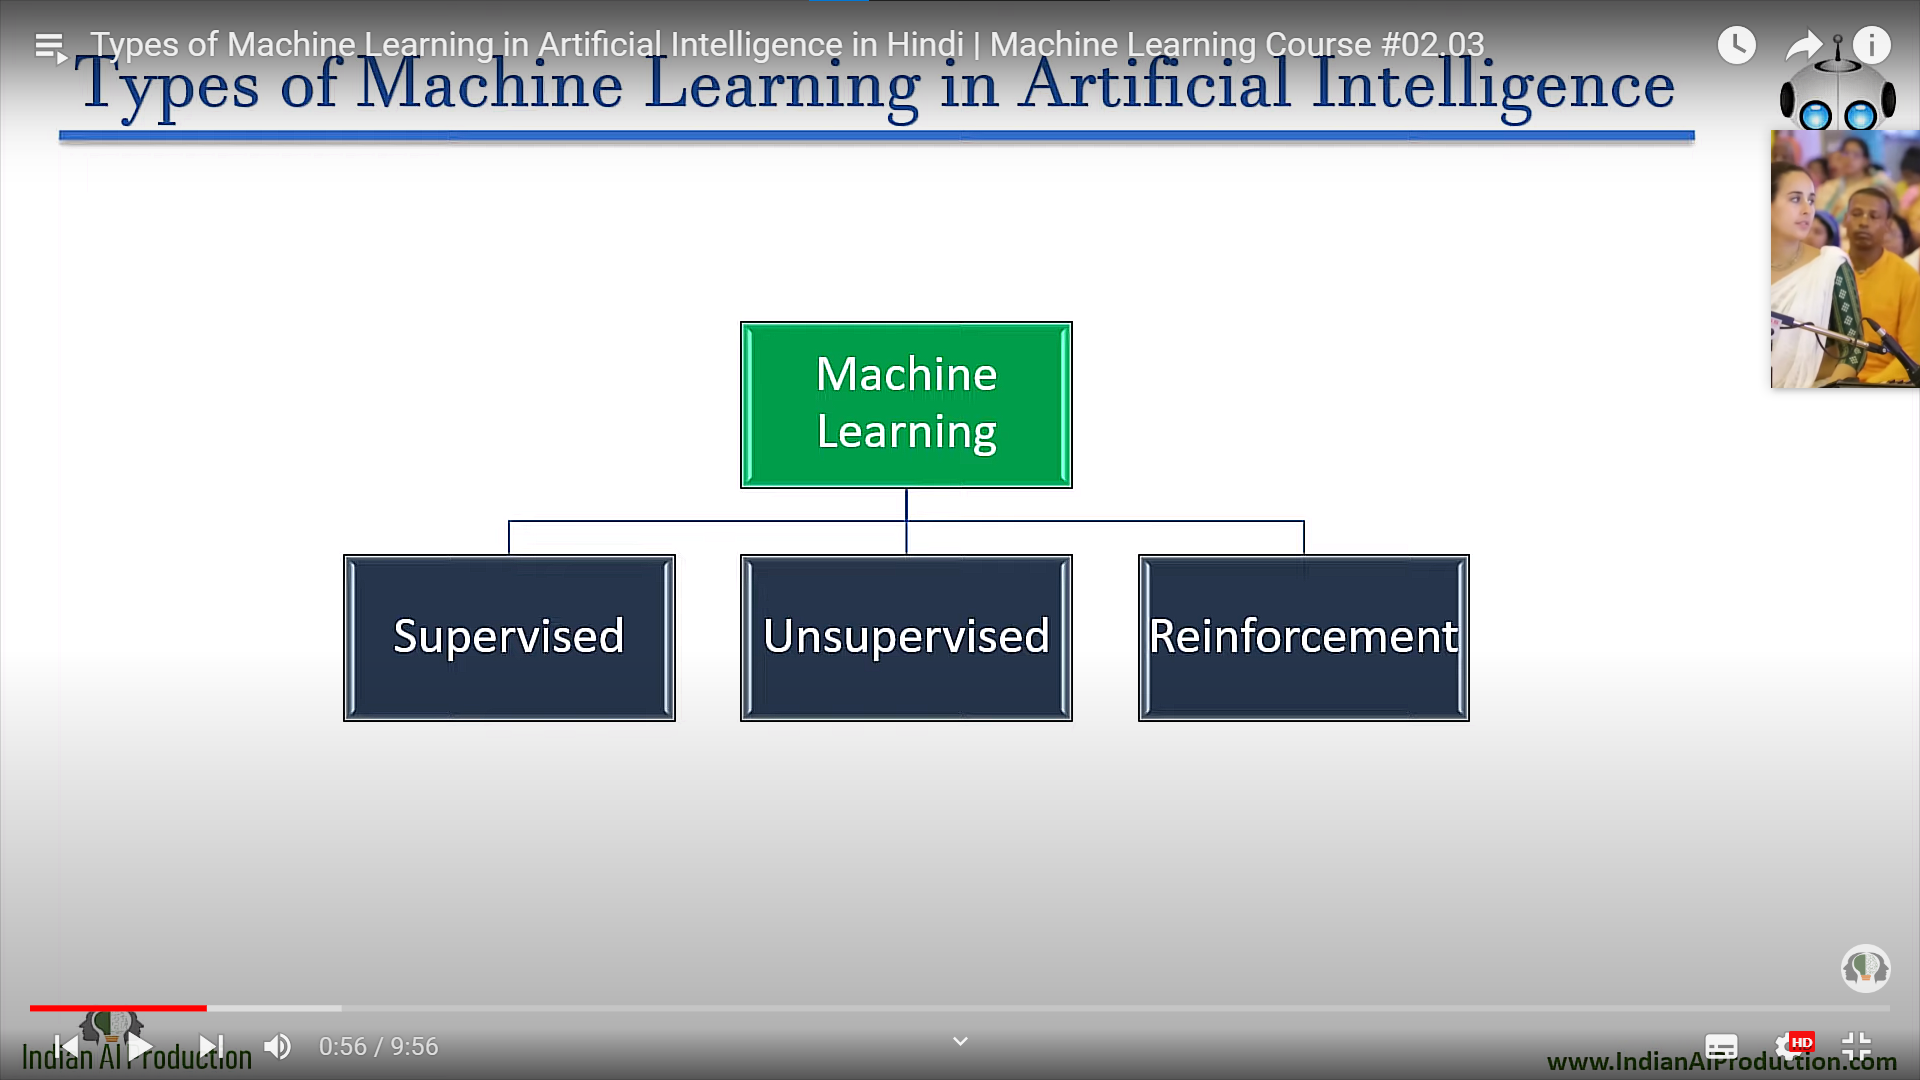 Types of Machine Learning in Artificial Intelligence in Hindi | Machine Learning Course #02.03
Types of Machine Learning in Artificial Intelligence
Machine
Learning
Supervised
Unsupervised
Reinforcement
0:56 / 9:56
HD
Indian AI Production
www.IndianAIProduction.com